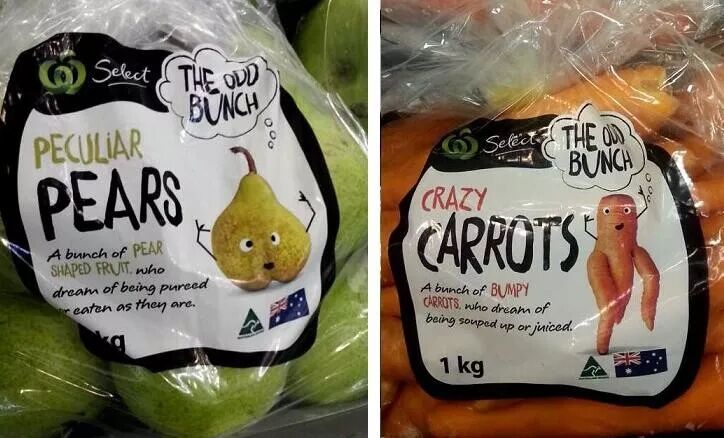 Select
THE ODD
BUNCH
PECULiAR
PEARS
A bunch of PEAR
SHAPED FRUIT, who
dream of being pureed
eaten as they are.
kg
Select
THE ODD
BUNCH
CRAZY
CARROTS
A bunch of BUMPY
CARROTS, who dream of
being souped up or juiced.
1 kg